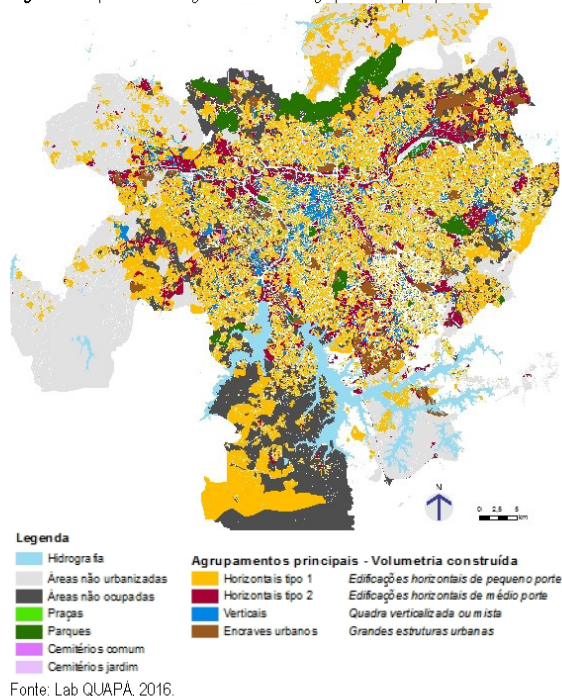 N
0 2,5 5
km
Legenda
Hidrografia
Áreas não urbanizadas
Áreas não ocupadas
Praças
Parques
Cemitérios comum
Cemitérios jardim
Agrupamentos principais - Volumetria construída
Horizontais tipo 1 Edificações horizontais de pequeno porte
Horizontais tipo 2 Edificações horizontais de médio porte
Verticais Quadra verticalizada ou mista
Encraves urbanos Grandes estruturas urbanas
Fonte: Lab QUAPÁ, 2016.